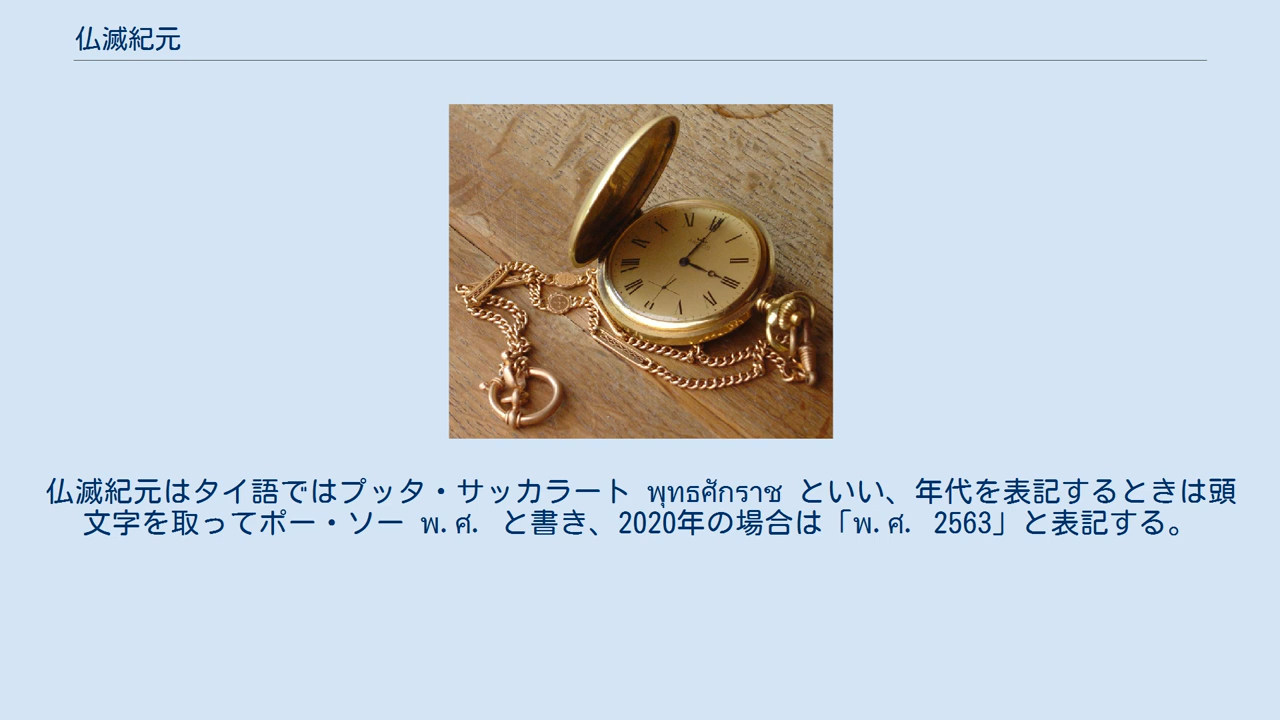 仏滅紀元
仏滅紀元はタイ語ではプッタ・サッカラート พุทธศักราช といい、年代を表記するときは頭
文字を取ってポー・ソー พ.ศ. と書き、2020年の場合は「พ.ศ. 2563」と表記する。